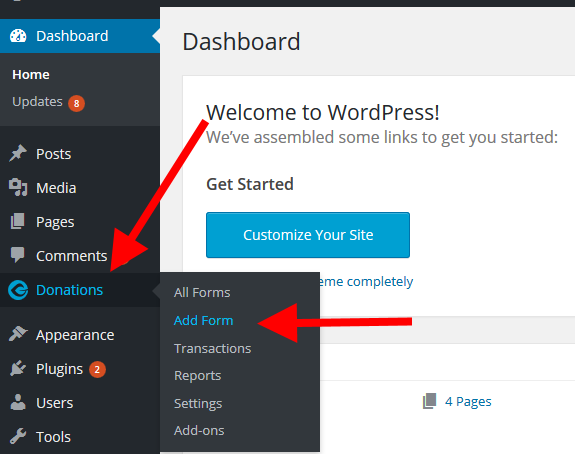 Dashboard
Home
Updates 8
Posts
Media
Pages
Comments
Donations
Appearance
Plugins 2
Users
Tools
All Forms
Add Form
Transactions
Reports
Settings
Add-ons
Dashboard
Welcome to WordPress!
We've assembled some links to get you started:
Get Started
Customize Your Site
completely
4 Pages